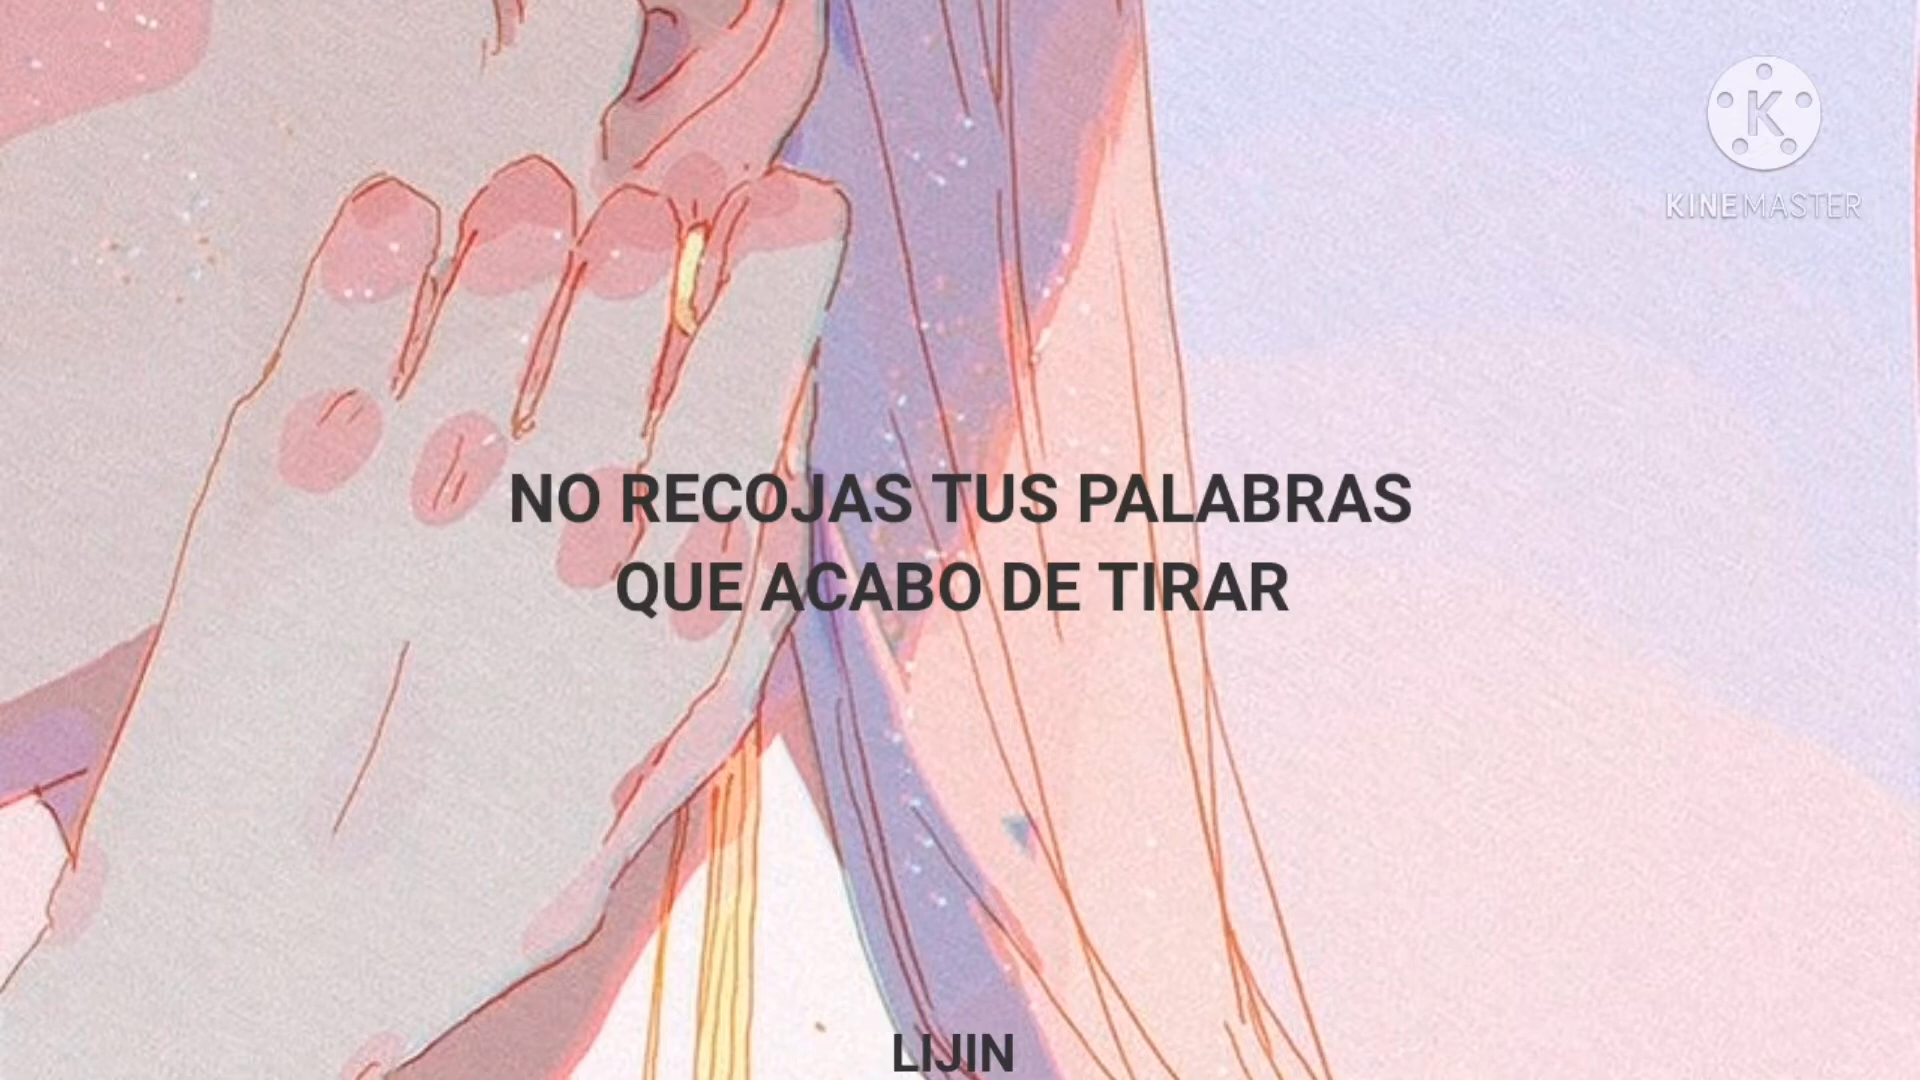 K
KINEMASTER
NO RECOJAS TUS PALABRAS
QUE ACABO DE TIRAR
LIJIN